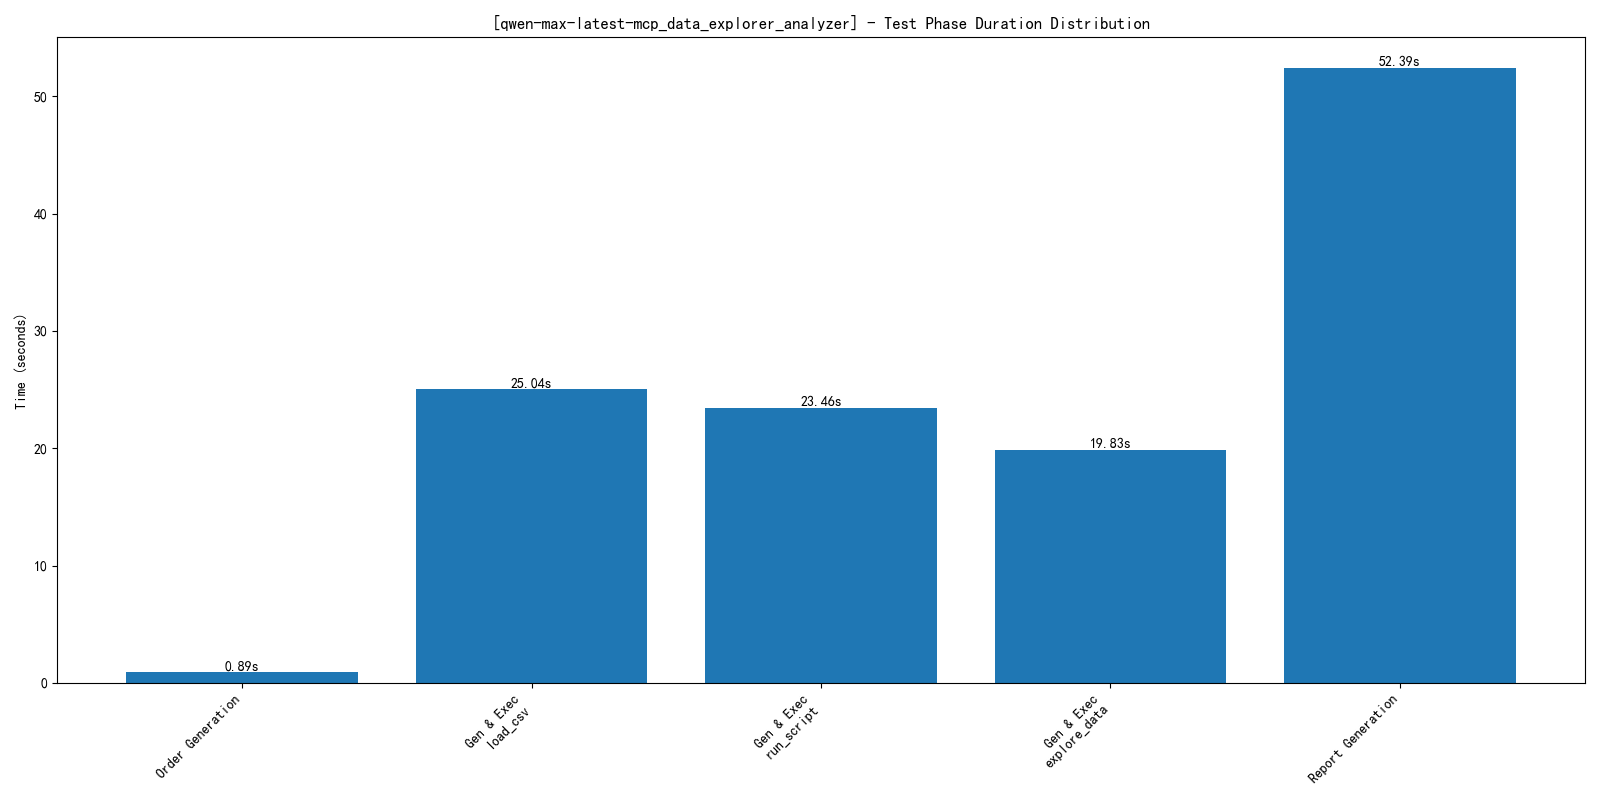 [qwen-max-latest-mcp_data_explorer_analyzer] - Test Phase Duration Distribution
Time (seconds)
50
40
30
20
10
0
0.89s
25.04s
23.46s
19.83s
52.39s
Order Generation
Gen & Exec
load_csv
Gen & Exec
run_script
Gen & Exec
explore_data
Report Generation